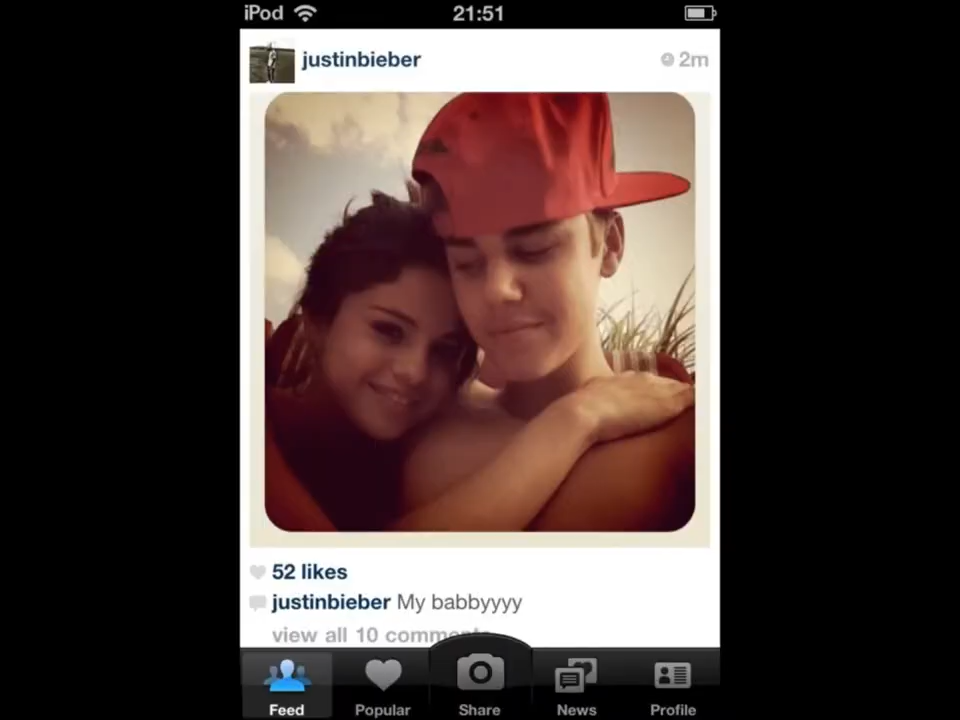 iPod 21:51
justinbieber 2m
52 likes
justinbieber My babbyyyy
view all 10 comments
Feed Popular Share News Profile